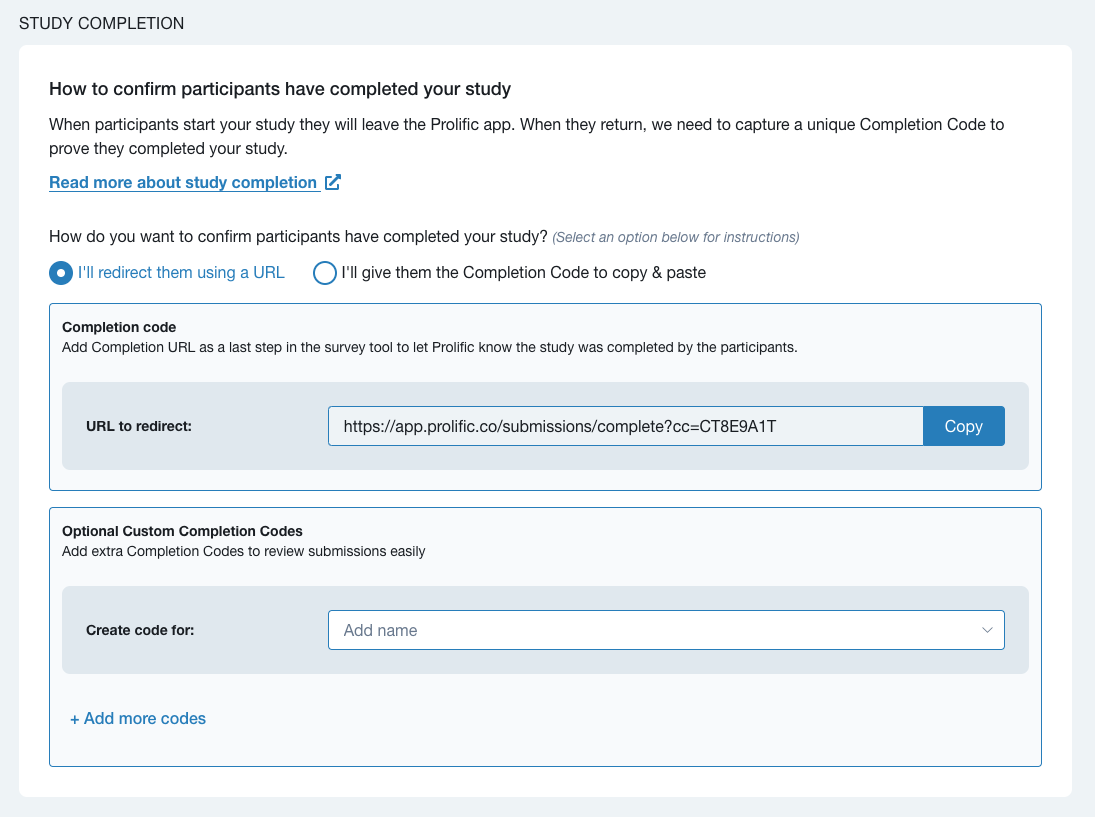 STUDY COMPLETION
How to confirm participants have completed your study
When participants start your study they will leave the Prolific app. When they return, we need to capture a unique Completion Code to
prove they completed your study.
Read more about study completion
How do you want to confirm participants have completed your study? (Select an option below for instructions)
I'll redirect them using a URL I'll give them the Completion Code to copy & paste
Completion code
Add Completion URL as a last step in the survey tool to let Prolific know the study was completed by the participants.
URL to redirect: https://app.prolific.co/submissions/complete?cc=CT8E9A1T Copy
Optional Custom Completion Codes
Add extra Completion Codes to review submissions easily
Create code for: Add name
+ Add more codes